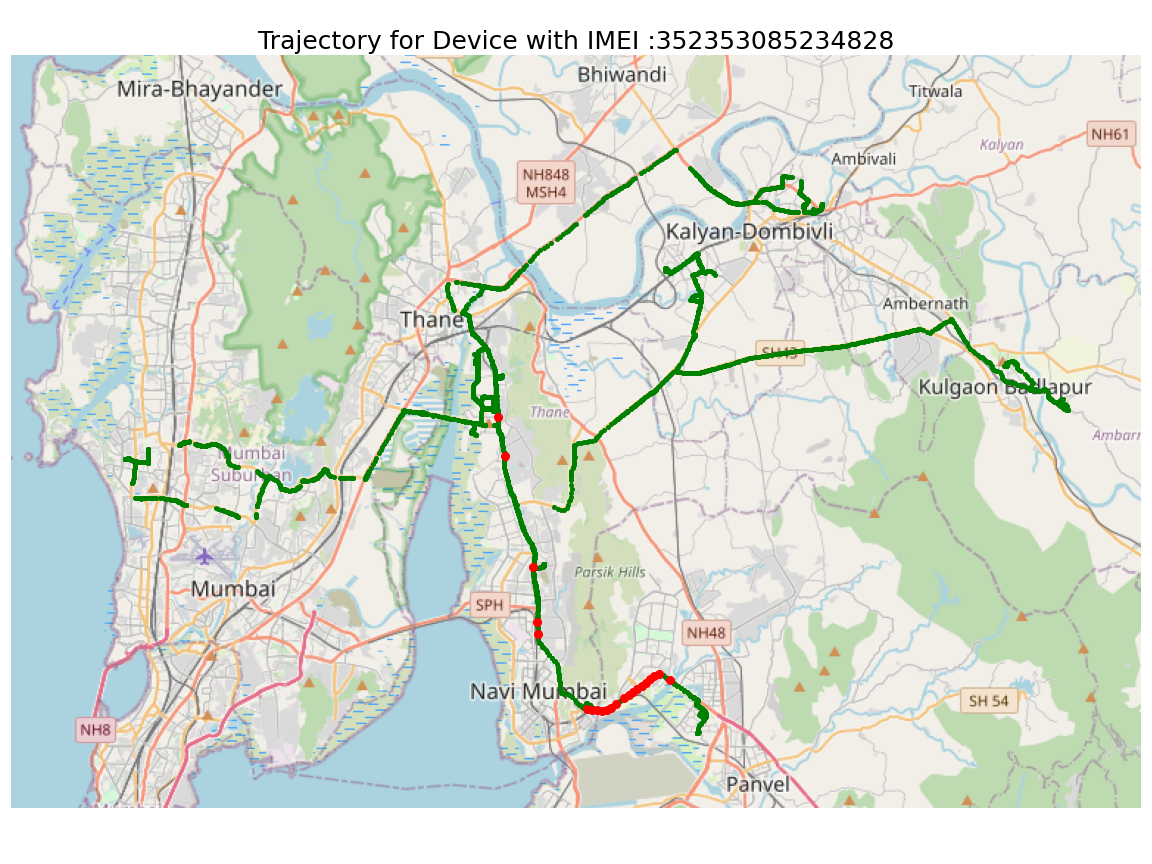 Trajectory for Device with IMEI :352353085234828
Bhiwandi
Mira-Bhayander
Titwala
NH61
Kalyan
Ambivali
NH848
MSH4
Kalyan-Dombivli
Ambernath
Thane
SH43
Kulgaon Badlapur
Thane
Ambarn
Mumbai
Suburban
Parsik Hills
Mumbai
SPH
NH48
Navi Mumbai
SH 54
NH8
Panvel